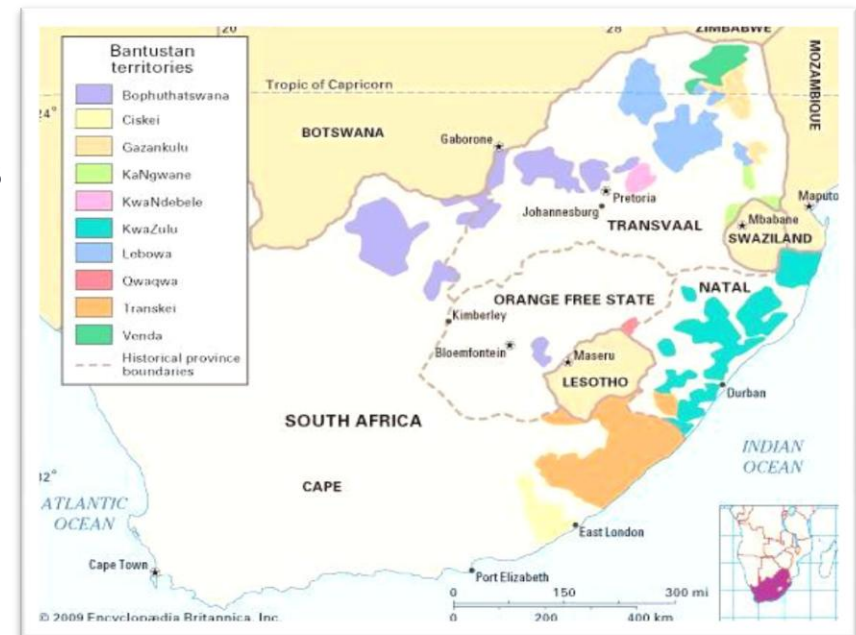 20
28
ZIMBABWE
Bantustan
territories
Bophuthatswana
Ciskei
Gazankulu
KaNgwane
KwaNdebele
KwaZulu
Lebowa
Qwaqwa
Transkei
Venda
Historical province
boundaries
Tropic of Capricorn
24°
BOTSWANA
MOZAMBIQUE
Gaborone
Pretoria
Johannesburg
Maputo
TRANSVAAL
Mbabane
SWAZILAND
ORANGE FREE STATE
NATAL
Kimberley
Bloemfontein
Maseru
LESOTHO
Durban
SOUTH AFRICA
INDIAN
OCEAN
32°
CAPE
ATLANTIC
OCEAN
East London
Cape Town
Port Elizabeth
0 150 300 mi
0 200 400 km
© 2009 Encyclopædia Britannica, Inc.